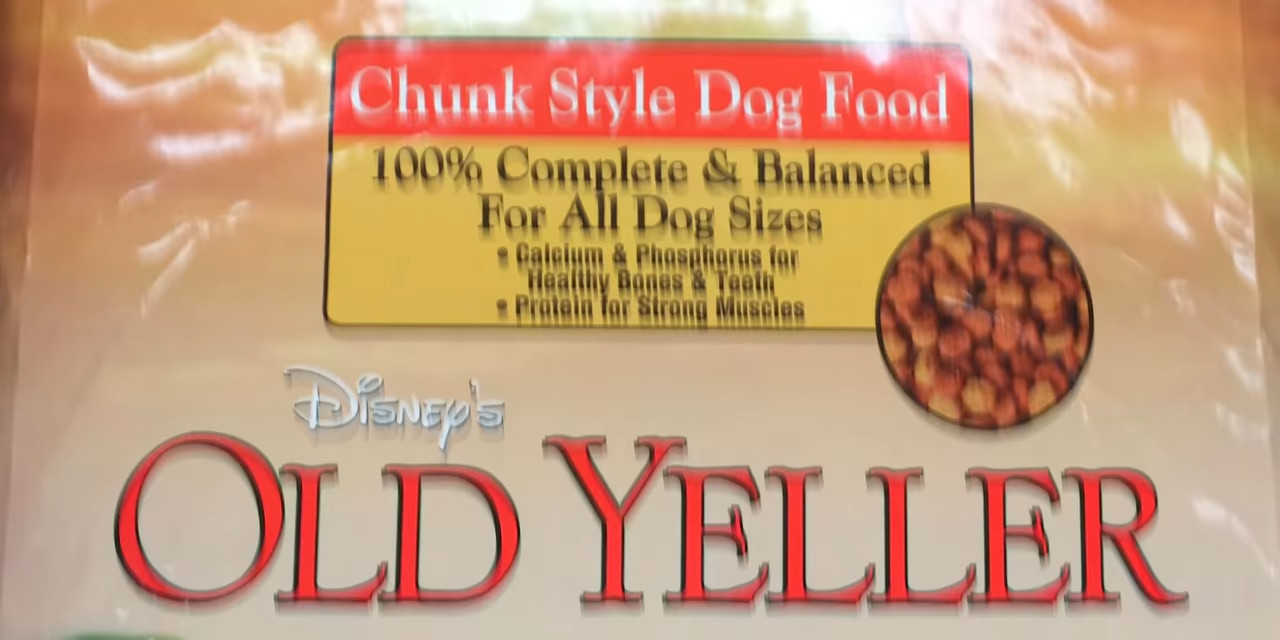 Chunk Style Dog Food
100% Complete & Balanced
For All Dog Sizes
• Calcium & Phosphorus for
Healthy Bones & Teeth
• Protein for Strong Muscles
Disney's
OLD YELLER